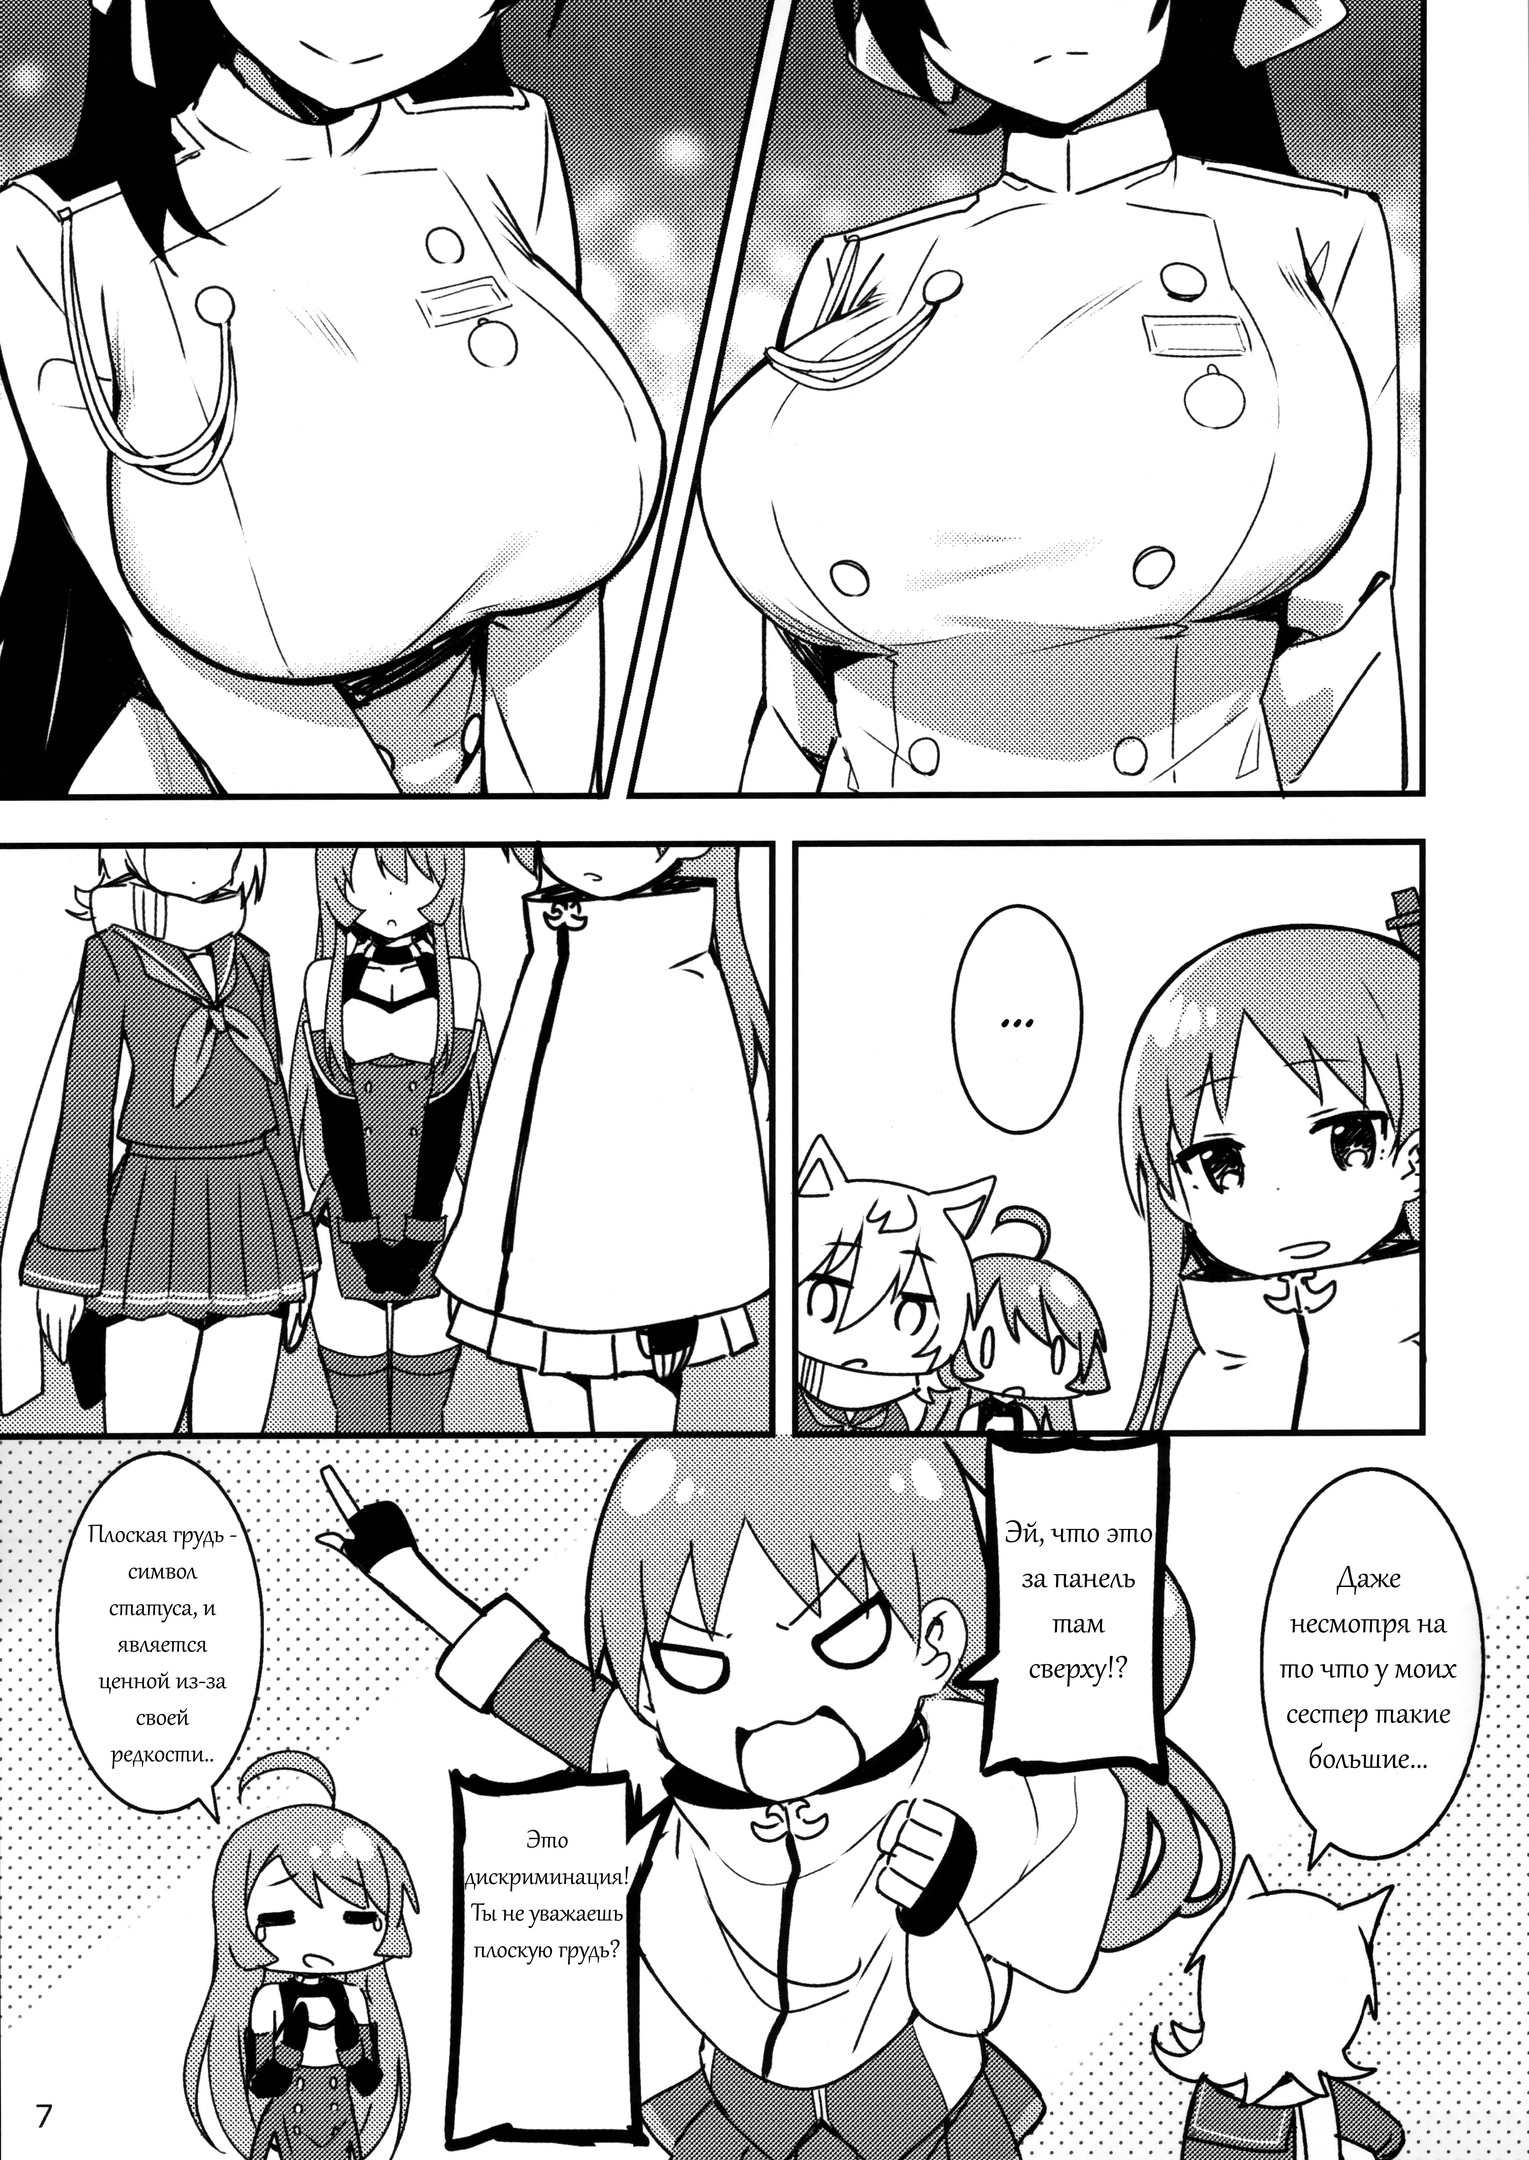 ...
Даже
несмотря на
то что у моих
сестер такие
большие...
Эй, что это
за панель
там
сверху!?
Это
дискриминация!
Ты не уважаешь
плоскую грудь?
Плоская грудь -
символ
статуса, и
является
ценной из-за
своей
редкости..
7